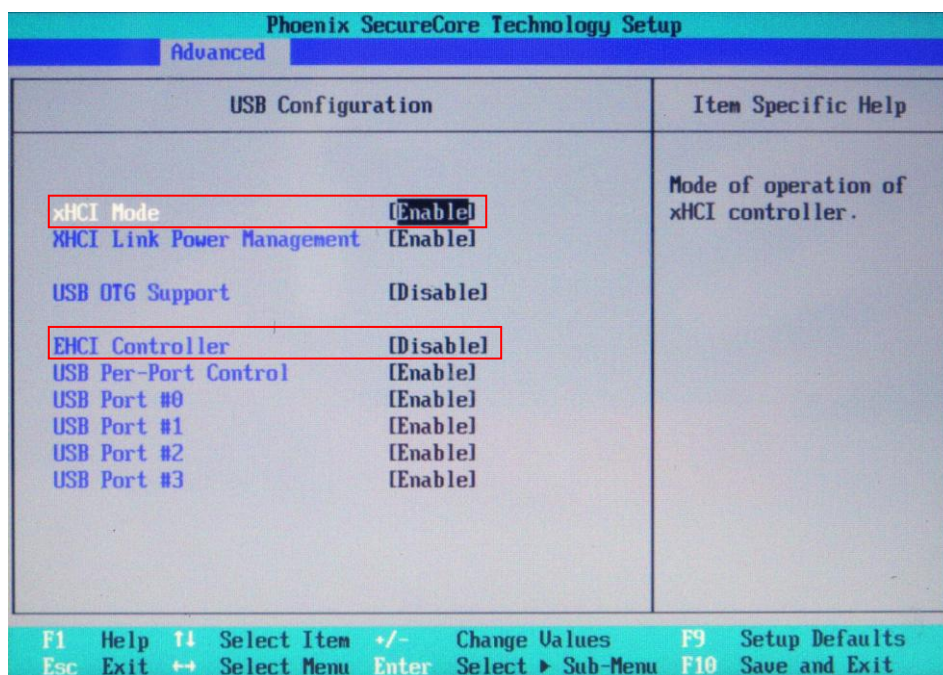 Phoenix SecureCore Technology Setup
Advanced
USB Configuration
Item Specific Help
xHCI Mode [Enable]
XHCI Link Power Management [Enable]
USB OTG Support [Disable]
EHCI Controller [Disable]
USB Per-Port Control [Enable]
USB Port #0 [Enable]
USB Port #1 [Enable]
USB Port #2 [Enable]
USB Port #3 [Enable]
Mode of operation of
xHCI controller.
F1 Help ↑↓ Select Item +/- Change Values F9 Setup Defaults
Esc Exit ↔ Select Menu Enter Select ▶ Sub-Menu F10 Save and Exit